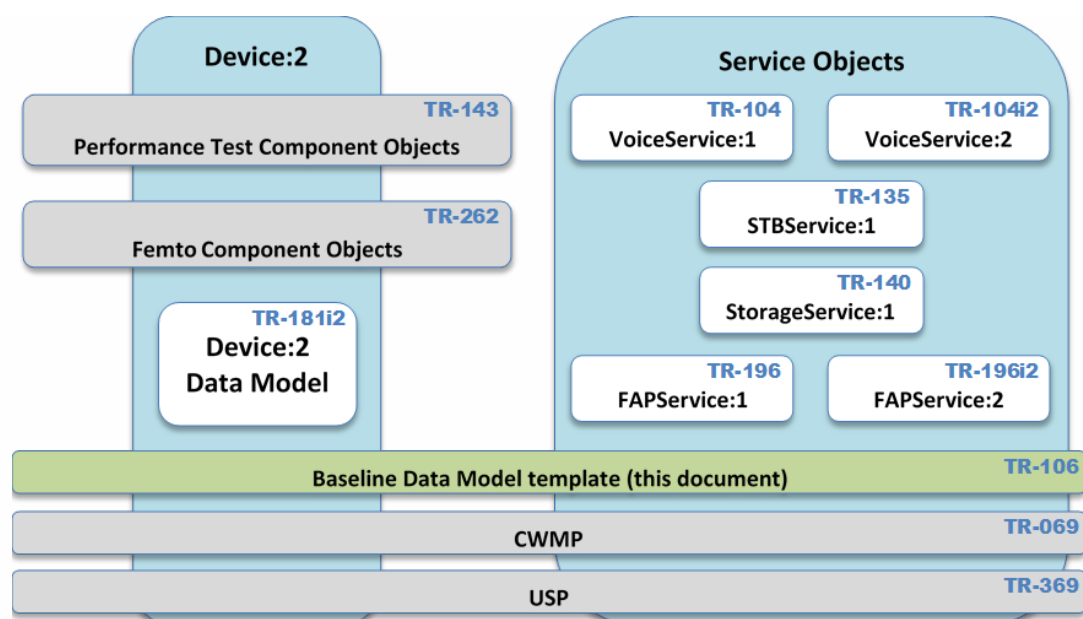 Device:2
TR-143
Performance Test Component Objects
TR-262
Femto Component Objects
TR-181i2
Device:2
Data Model
Service Objects
TR-104
VoiceService:1
TR-104i2
VoiceService:2
TR-135
STBService:1
TR-140
StorageService:1
TR-196
FAPService:1
TR-196i2
FAPService:2
TR-106
Baseline Data Model template (this document)
TR-069
CWMP
TR-369
USP